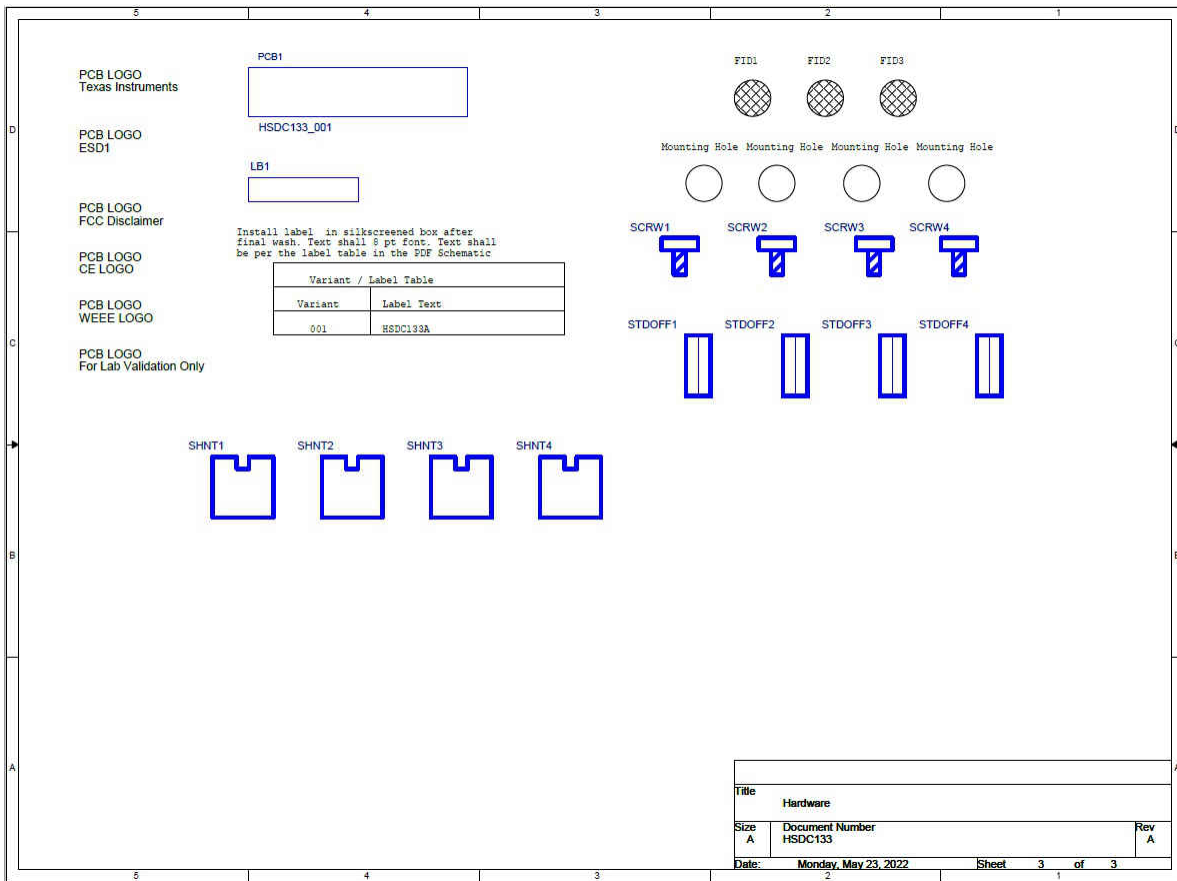 5 4 3 2 1
PCB LOGO
Texas Instruments
PCB1
HSDC133_001
FID1 FID2 FID3
D D
PCB LOGO
ESD1
Mounting Hole Mounting Hole Mounting Hole Mounting Hole
LB1
PCB LOGO
FCC Disclaimer
SCRW1 SCRW2 SCRW3 SCRW4
Install label in silkscreened box after
final wash. Text shall 8 pt font. Text shall
be per the label table in the PDF Schematic
PCB LOGO
CE LOGO
Variant / Label Table
Variant Label Text
001 HSDC133A
PCB LOGO
WEEE LOGO
STDOFF1 STDOFF2 STDOFF3 STDOFF4
C C
PCB LOGO
For Lab Validation Only
SHNT1 SHNT2 SHNT3 SHNT4
B B
A A
Title
Hardware
Size Document Number Rev
A HSDC133 A
Date: Monday, May 23, 2022 Sheet 3 of 3
5 4 3 2 1